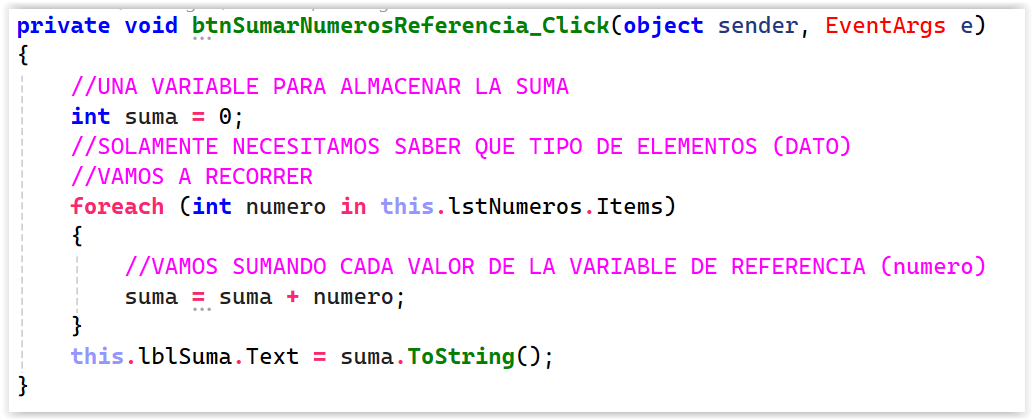 private void btnSumarNumerosReferencia_Click(object sender, EventArgs e)
{
    //UNA VARIABLE PARA ALMACENAR LA SUMA
    int suma = 0;
    //SOLAMENTE NECESITAMOS SABER QUE TIPO DE ELEMENTOS (DATO)
    //VAMOS A RECORRER
    foreach (int numero in this.lstNumeros.Items)
    {
        //VAMOS SUMANDO CADA VALOR DE LA VARIABLE DE REFERENCIA (numero)
        suma = suma + numero;
    }
    this.lblSuma.Text = suma.ToString();
}